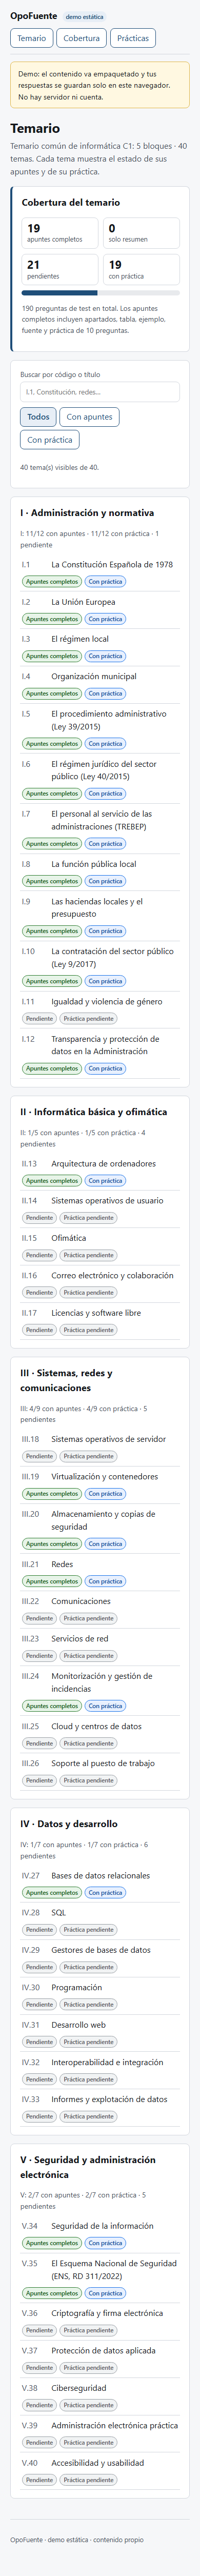 OpoFuente demo estática
Temario Cobertura Prácticas
Demo: el contenido va empaquetado y tus
respuestas se guardan solo en este navegador.
No hay servidor ni cuenta.
Temario
Temario común de informática C1: 5 bloques · 40
temas. Cada tema muestra el estado de sus
apuntes y de su práctica.
Cobertura del temario
19 0
apuntes completos solo resumen
21 19
pendientes con práctica
190 preguntas de test en total. Los apuntes
completos incluyen apartados, tabla, ejemplo,
fuente y práctica de 10 preguntas.
Buscar por código o título
I.1, Constitución, redes...
Todos Con apuntes
Con práctica
40 tema(s) visibles de 40.
I · Administración y normativa
I: 11/12 con apuntes · 11/12 con práctica · 1
pendiente
I.1 La Constitución Española de 1978
Apuntes completos Con práctica
I.2 La Unión Europea
Apuntes completos Con práctica
I.3 El régimen local
Apuntes completos Con práctica
I.4 Organización municipal
Apuntes completos Con práctica
I.5 El procedimiento administrativo
(Ley 39/2015)
Apuntes completos Con práctica
I.6 El régimen jurídico del sector
público (Ley 40/2015)
Apuntes completos Con práctica
I.7 El personal al servicio de las
administraciones (TREBEP)
Apuntes completos Con práctica
I.8 La función pública local
Apuntes completos Con práctica
I.9 Las haciendas locales y el
presupuesto
Apuntes completos Con práctica
I.10 La contratación del sector público
(Ley 9/2017)
Apuntes completos Con práctica
I.11 Igualdad y violencia de género
Pendiente Práctica pendiente
I.12 Transparencia y protección de
datos en la Administración
Apuntes completos Con práctica
II · Informática básica y ofimática
II: 1/5 con apuntes · 1/5 con práctica · 4
pendientes
II.13 Arquitectura de ordenadores
Apuntes completos Con práctica
II.14 Sistemas operativos de usuario
Pendiente Práctica pendiente
II.15 Ofimática
Pendiente Práctica pendiente
II.16 Correo electrónico y colaboración
Pendiente Práctica pendiente
II.17 Licencias y software libre
Pendiente Práctica pendiente
III · Sistemas, redes y
comunicaciones
III: 4/9 con apuntes · 4/9 con práctica · 5
pendientes
III.18 Sistemas operativos de servidor
Pendiente Práctica pendiente
III.19 Virtualización y contenedores
Apuntes completos Con práctica
III.20 Almacenamiento y copias de
seguridad
Apuntes completos Con práctica
III.21 Redes
Apuntes completos Con práctica
III.22 Comunicaciones
Pendiente Práctica pendiente
III.23 Servicios de red
Pendiente Práctica pendiente
III.24 Monitorización y gestión de
incidencias
Apuntes completos Con práctica
III.25 Cloud y centros de datos
Pendiente Práctica pendiente
III.26 Soporte al puesto de trabajo
Pendiente Práctica pendiente
IV · Datos y desarrollo
IV: 1/7 con apuntes · 1/7 con práctica · 6
pendientes
IV.27 Bases de datos relacionales
Apuntes completos Con práctica
IV.28 SQL
Pendiente Práctica pendiente
IV.29 Gestores de bases de datos
Pendiente Práctica pendiente
IV.30 Programación
Pendiente Práctica pendiente
IV.31 Desarrollo web
Pendiente Práctica pendiente
IV.32 Interoperabilidad e integración
Pendiente Práctica pendiente
IV.33 Informes y explotación de datos
Pendiente Práctica pendiente
V · Seguridad y administración
electrónica
V: 2/7 con apuntes · 2/7 con práctica · 5
pendientes
V.34 Seguridad de la información
Apuntes completos Con práctica
V.35 El Esquema Nacional de Seguridad
(ENS, RD 311/2022)
Apuntes completos Con práctica
V.36 Criptografía y firma electrónica
Pendiente Práctica pendiente
V.37 Protección de datos aplicada
Pendiente Práctica pendiente
V.38 Ciberseguridad
Pendiente Práctica pendiente
V.39 Administración electrónica práctica
Pendiente Práctica pendiente
V.40 Accesibilidad y usabilidad
Pendiente Práctica pendiente
OpoFuente · demo estática · contenido propio